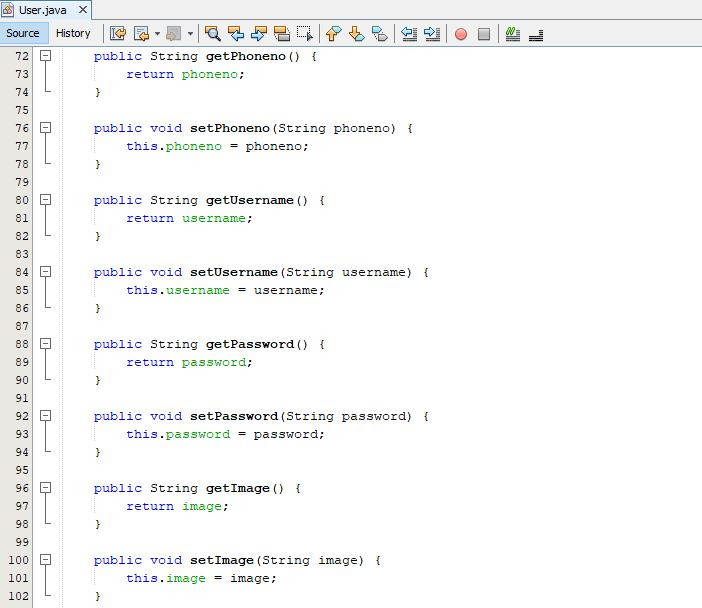 User.java
Source History
72 public String getPhoneno() {
73 return phoneno;
74 }
75
76 public void setPhoneno(String phoneno) {
77 this.phoneno = phoneno;
78 }
79
80 public String getUsername() {
81 return username;
82 }
83
84 public void setUsername(String username) {
85 this.username = username;
86 }
87
88 public String getPassword() {
89 return password;
90 }
91
92 public void setPassword(String password) {
93 this.password = password;
94 }
95
96 public String getImage() {
97 return image;
98 }
99
100 public void setImage(String image) {
101 this.image = image;
102 }